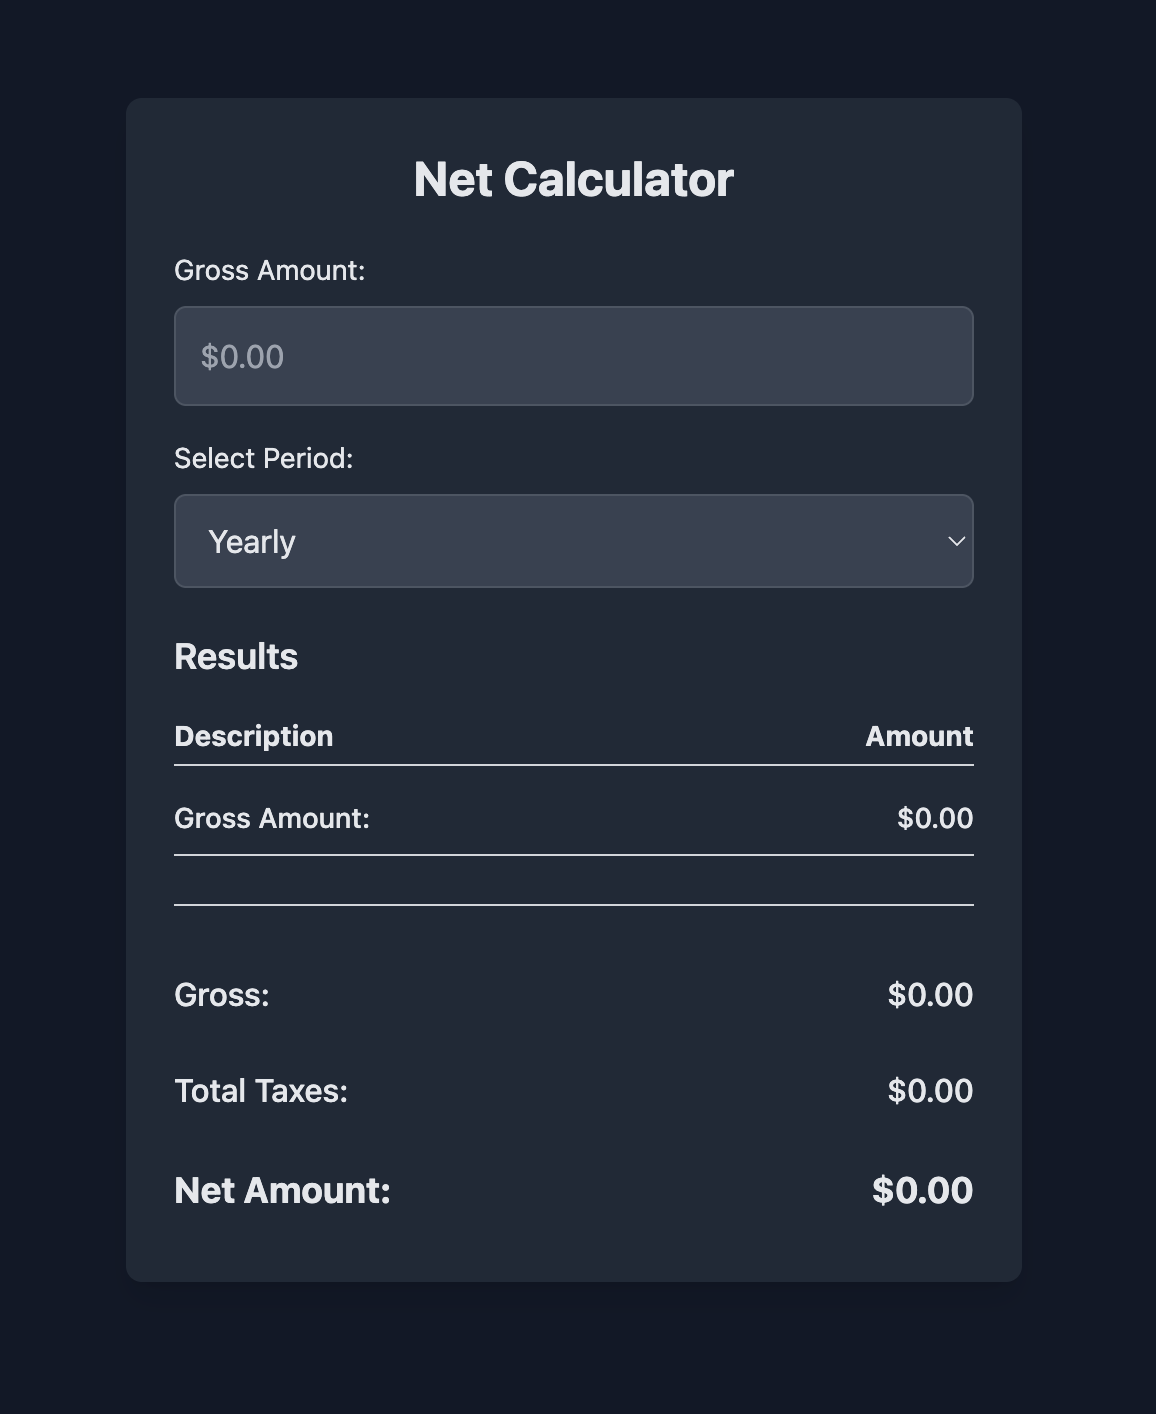 Net Calculator
Gross Amount:
$0.00
Select Period:
Yearly
Results
Description Amount
Gross Amount: $0.00
Gross: $0.00
Total Taxes: $0.00
Net Amount: $0.00